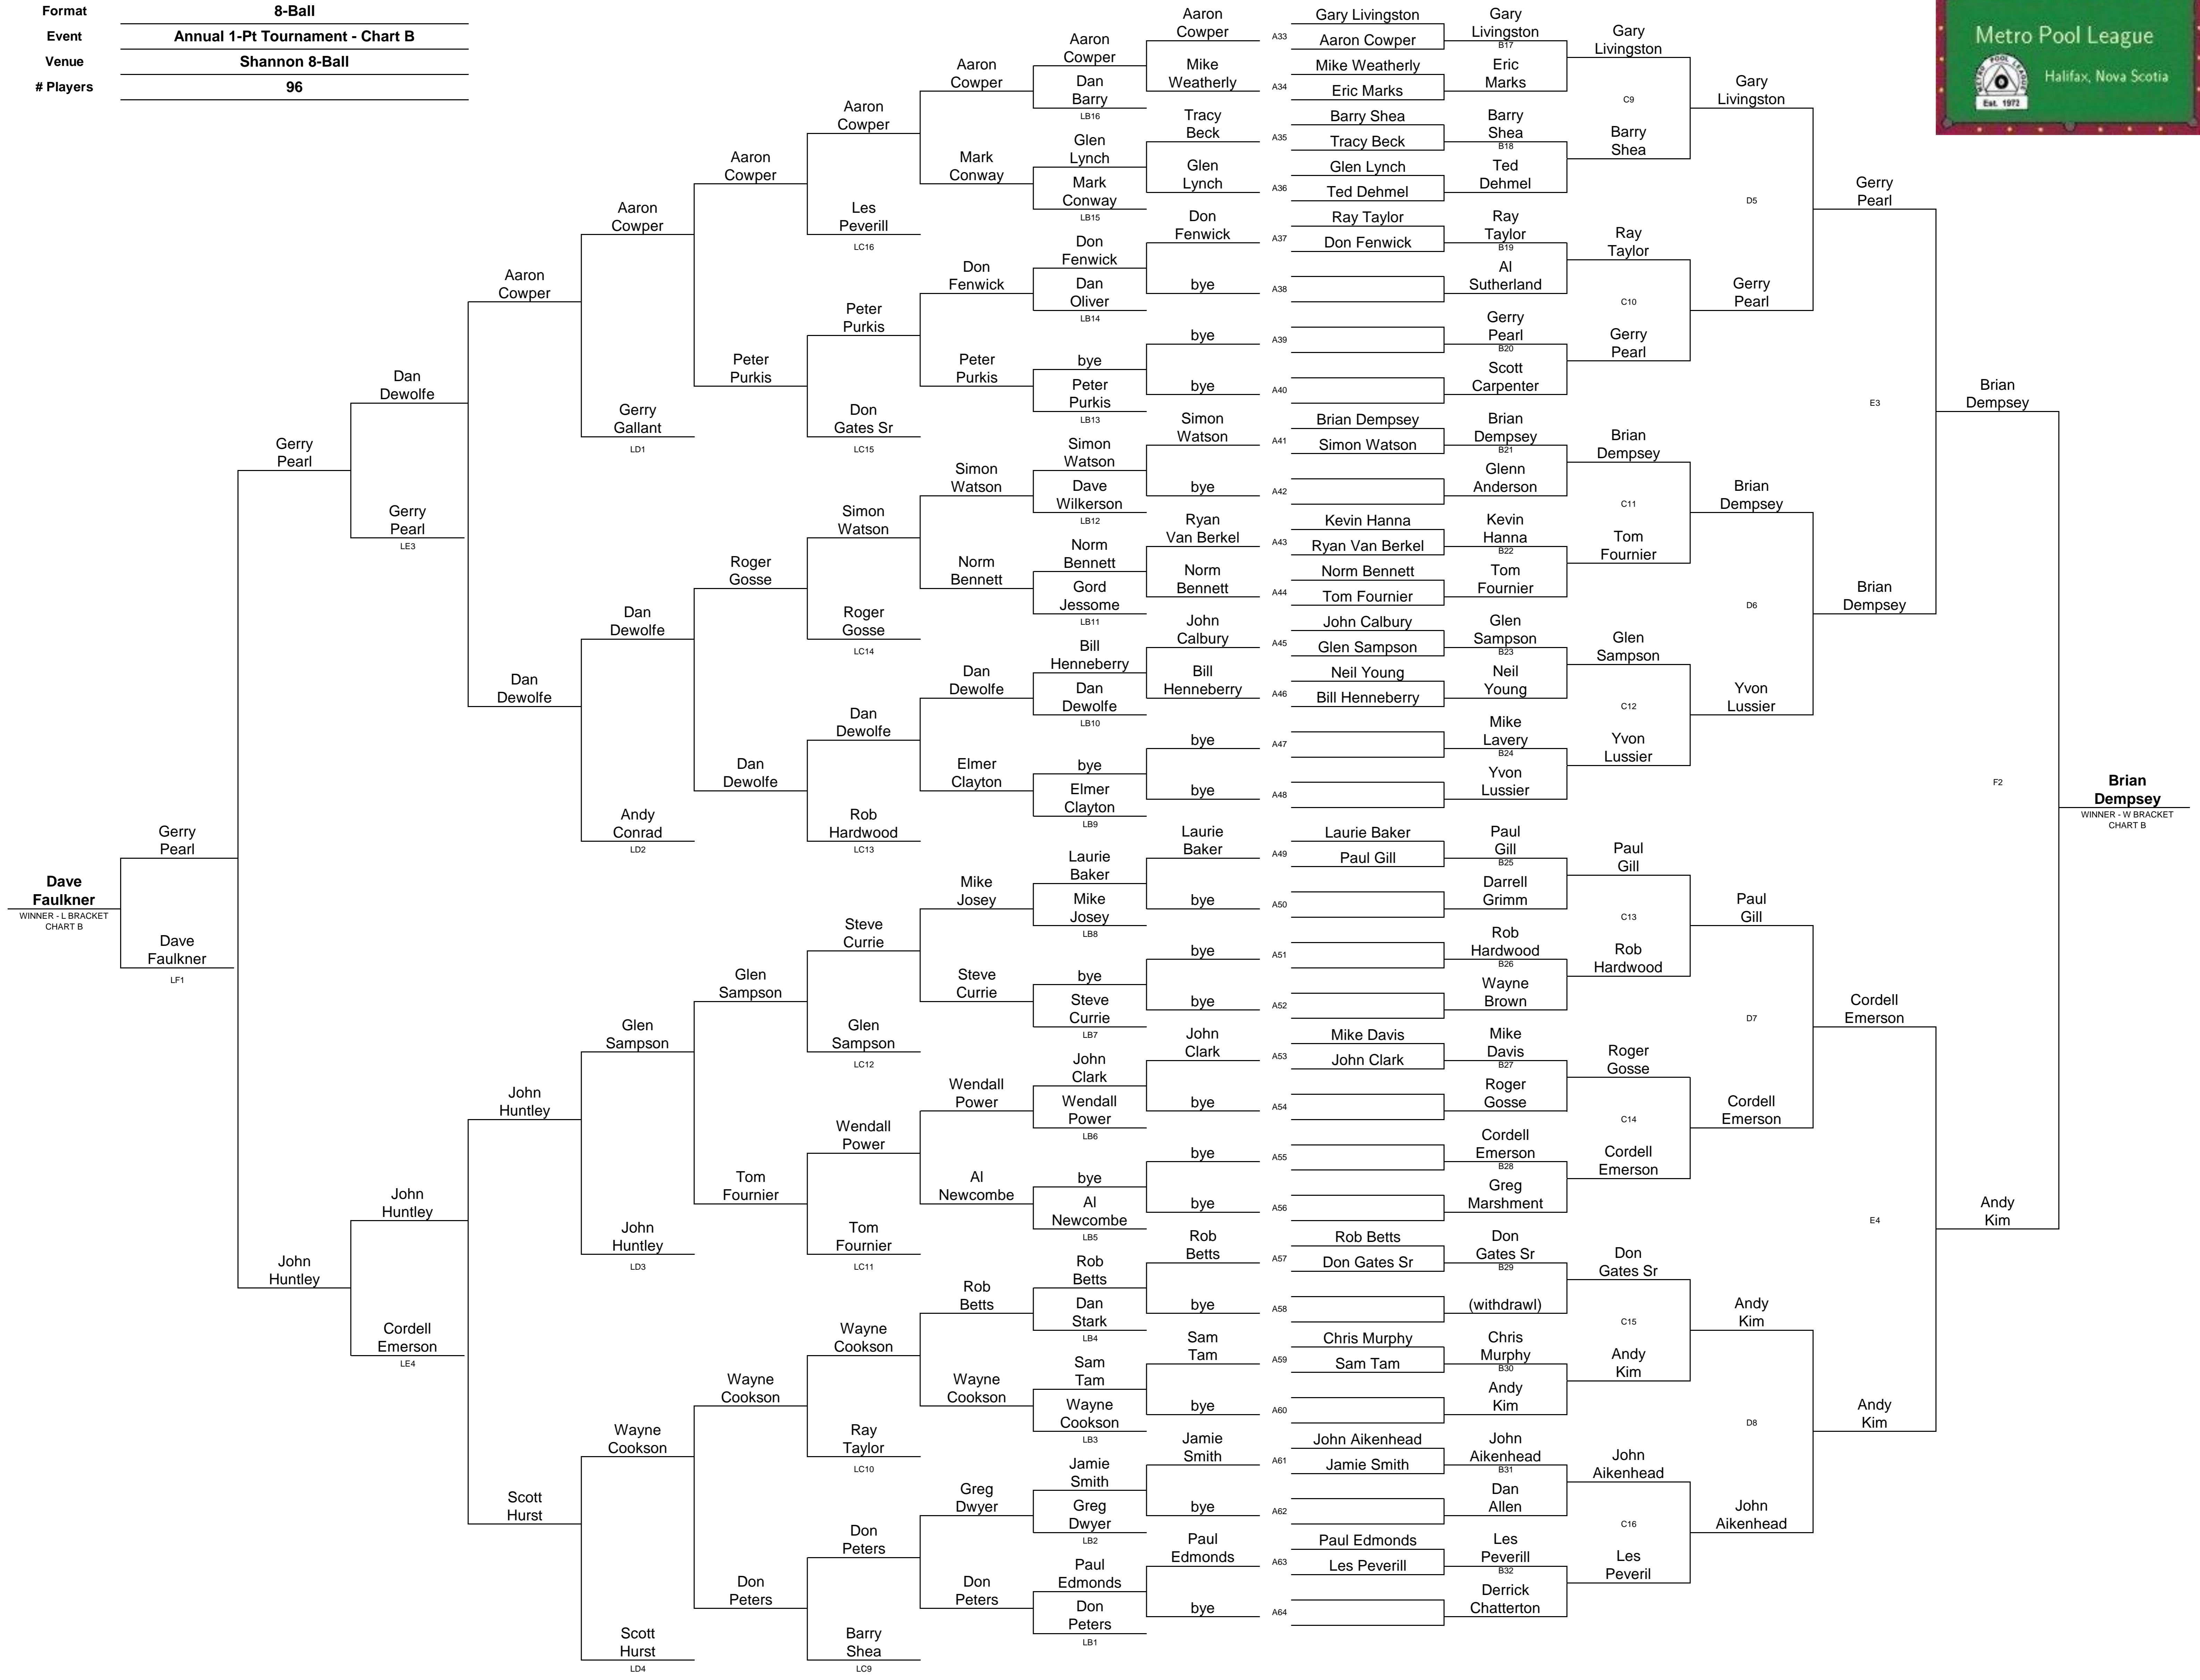 Format 8-Ball
Event Annual 1-Pt Tournament - Chart B
Venue Shannon 8-Ball
# Players 96
Metro Pool League
Halifax, Nova Scotia
METRO POOL LEAGUE
Est. 1972
Dave
Faulkner
WINNER - L BRACKET
CHART B
Gerry
Pearl
Dave
Faulkner
LF1
Gerry
Pearl
John
Huntley
Dan
Dewolfe
Gerry
Pearl
LE3
John
Huntley
Cordell
Emerson
LE4
Aaron
Cowper
Dan
Dewolfe
John
Huntley
Scott
Hurst
Aaron
Cowper
Gerry
Gallant
LD1
Dan
Dewolfe
Andy
Conrad
LD2
Glen
Sampson
John
Huntley
LD3
Wayne
Cookson
Scott
Hurst
LD4
Aaron
Cowper
Peter
Purkis
Roger
Gosse
Dan
Dewolfe
Glen
Sampson
Tom
Fournier
Wayne
Cookson
Don
Peters
Aaron
Cowper
Les
Peverill
LC16
Peter
Purkis
Don
Gates Sr
LC15
Simon
Watson
Roger
Gosse
LC14
Dan
Dewolfe
Rob
Hardwood
LC13
Steve
Currie
Glen
Sampson
LC12
Wendall
Power
Tom
Fournier
LC11
Wayne
Cookson
Ray
Taylor
LC10
Don
Peters
Barry
Shea
LC9
Aaron
Cowper
Mark
Conway
Don
Fenwick
Peter
Purkis
Simon
Watson
Norm
Bennett
Dan
Dewolfe
Elmer
Clayton
Mike
Josey
Steve
Currie
Wendall
Power
Al
Newcombe
Rob
Betts
Wayne
Cookson
Greg
Dwyer
Don
Peters
Aaron
Cowper
Dan
Barry
LB16
Glen
Lynch
Mark
Conway
LB15
Don
Fenwick
Dan
Oliver
LB14
bye
Peter
Purkis
LB13
Simon
Watson
Dave
Wilkerson
LB12
Norm
Bennett
Gord
Jessome
LB11
Bill
Henneberry
Dan
Dewolfe
LB10
bye
Elmer
Clayton
LB9
Laurie
Baker
Mike
Josey
LB8
bye
Steve
Currie
LB7
John
Clark
Wendall
Power
LB6
bye
Al
Newcombe
LB5
Rob
Betts
Dan
Stark
LB4
Sam
Tam
Wayne
Cookson
LB3
Jamie
Smith
Greg
Dwyer
LB2
Paul
Edmonds
Don
Peters
LB1
Aaron
Cowper
Mike
Weatherly
Tracy
Beck
Glen
Lynch
Don
Fenwick
bye
bye
bye
Simon
Watson
bye
Ryan
Van Berkel
Norm
Bennett
John
Calbury
Bill
Henneberry
bye
bye
Laurie
Baker
bye
bye
bye
John
Clark
bye
bye
bye
Rob
Betts
bye
Sam
Tam
bye
Jamie
Smith
bye
Paul
Edmonds
bye
A33
A34
A35
A36
A37
A38
A39
A40
A41
A42
A43
A44
A45
A46
A47
A48
A49
A50
A51
A52
A53
A54
A55
A56
A57
A58
A59
A60
A61
A62
A63
A64
Gary Livingston
Aaron Cowper
Mike Weatherly
Eric Marks
Barry Shea
Tracy Beck
Glen Lynch
Ted Dehmel
Ray Taylor
Don Fenwick
Brian Dempsey
Simon Watson
Kevin Hanna
Ryan Van Berkel
Norm Bennett
Tom Fournier
John Calbury
Glen Sampson
Neil Young
Bill Henneberry
Laurie Baker
Paul Gill
Mike Davis
John Clark
Rob Betts
Don Gates Sr
Chris Murphy
Sam Tam
John Aikenhead
Jamie Smith
Paul Edmonds
Les Peverill
Gary
Livingston
B17
Eric
Marks
Barry
Shea
B18
Ted
Dehmel
Ray
Taylor
B19
Al
Sutherland
Gerry
Pearl
B20
Scott
Carpenter
Brian
Dempsey
B21
Glenn
Anderson
Kevin
Hanna
B22
Tom
Fournier
Glen
Sampson
B23
Neil
Young
Mike
Lavery
B24
Yvon
Lussier
Paul
Gill
B25
Darrell
Grimm
Rob
Hardwood
B26
Wayne
Brown
Mike
Davis
B27
Roger
Gosse
Cordell
Emerson
B28
Greg
Marshment
Don
Gates Sr
B29
(withdrawl)
Chris
Murphy
B30
Andy
Kim
John
Aikenhead
B31
Dan
Allen
Les
Peverill
B32
Derrick
Chatterton
Gary
Livingston
C9
Barry
Shea
Ray
Taylor
C10
Gerry
Pearl
Brian
Dempsey
C11
Tom
Fournier
Glen
Sampson
C12
Yvon
Lussier
Paul
Gill
C13
Rob
Hardwood
Roger
Gosse
C14
Cordell
Emerson
Don
Gates Sr
C15
Andy
Kim
John
Aikenhead
C16
Les
Peveril
Gary
Livingston
D5
Gerry
Pearl
Brian
Dempsey
D6
Yvon
Lussier
Paul
Gill
D7
Cordell
Emerson
Andy
Kim
D8
John
Aikenhead
Gerry
Pearl
E3
Brian
Dempsey
Cordell
Emerson
E4
Andy
Kim
Brian
Dempsey
F2
Andy
Kim
Brian
Dempsey
WINNER - W BRACKET
CHART B